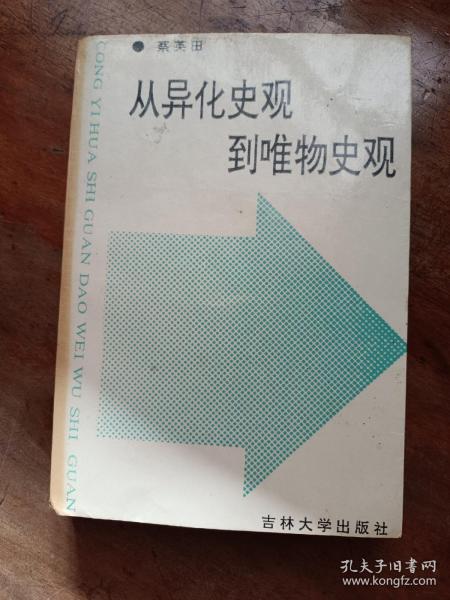 ● 蔡英田
从异化史观
到唯物史观
CONG YI HUA SHI GUAN DAO WEI WU SHI GUAN
吉林大学出版社
孔夫子旧书网
www.kongfz.com